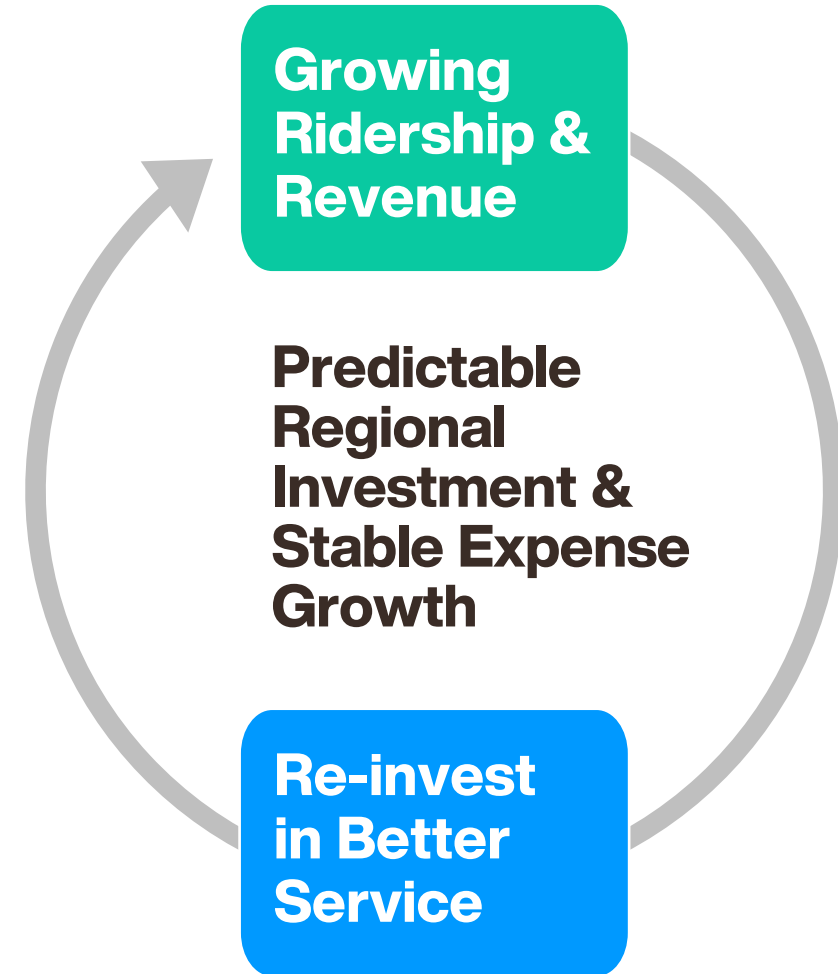 Growing
Ridership &
Revenue
Predictable
Regional
Investment &
Stable Expense
Growth
Re-invest
in Better
Service